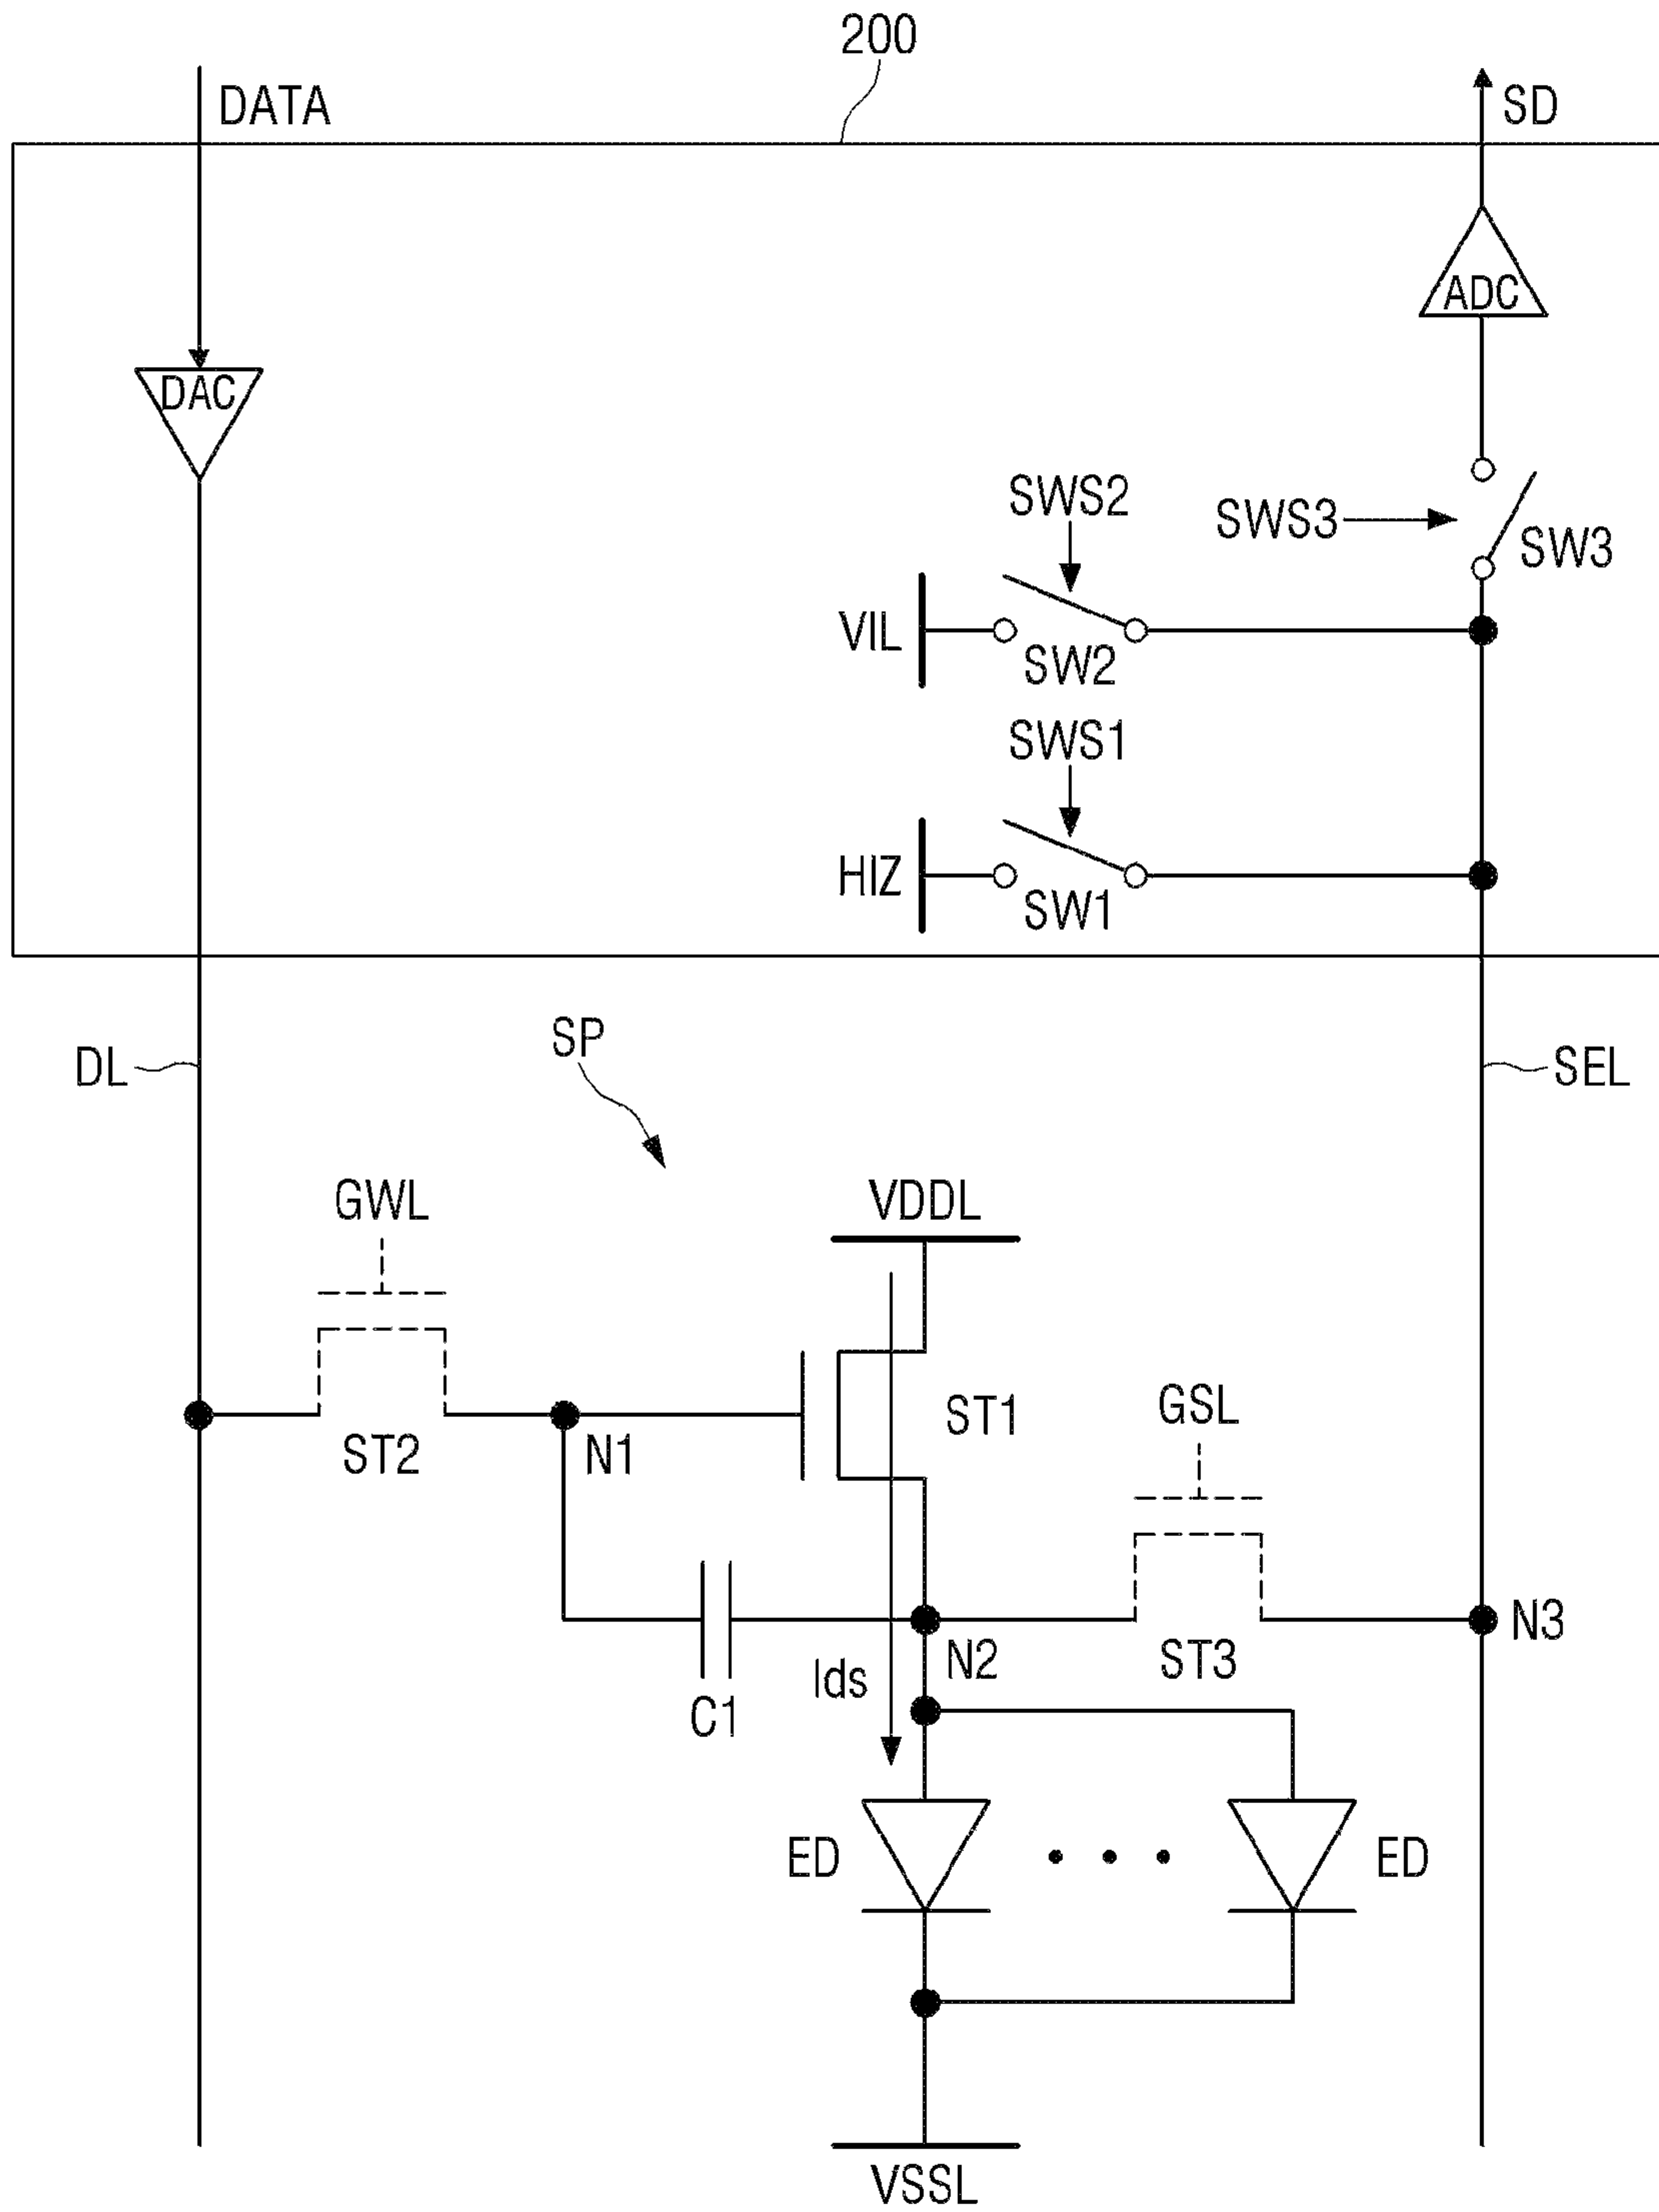 200
DATA
SD
ADC
DAC
SWS2
SWS3
SW3
VIL
SW2
SWS1
HIZ
SW1
SP
DL
SEL
GWL
VDDL
GSL
ST1
ST2
N1
N3
N2
ST3
Ids
C1
ED
ED
VSSL